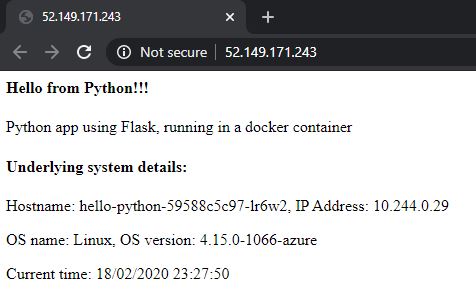 52.149.171.243
Not secure 52.149.171.243
Hello from Python!!!
Python app using Flask, running in a docker container
Underlying system details:
Hostname: hello-python-59588c5c97-lr6w2, IP Address: 10.244.0.29
OS name: Linux, OS version: 4.15.0-1066-azure
Current time: 18/02/2020 23:27:50